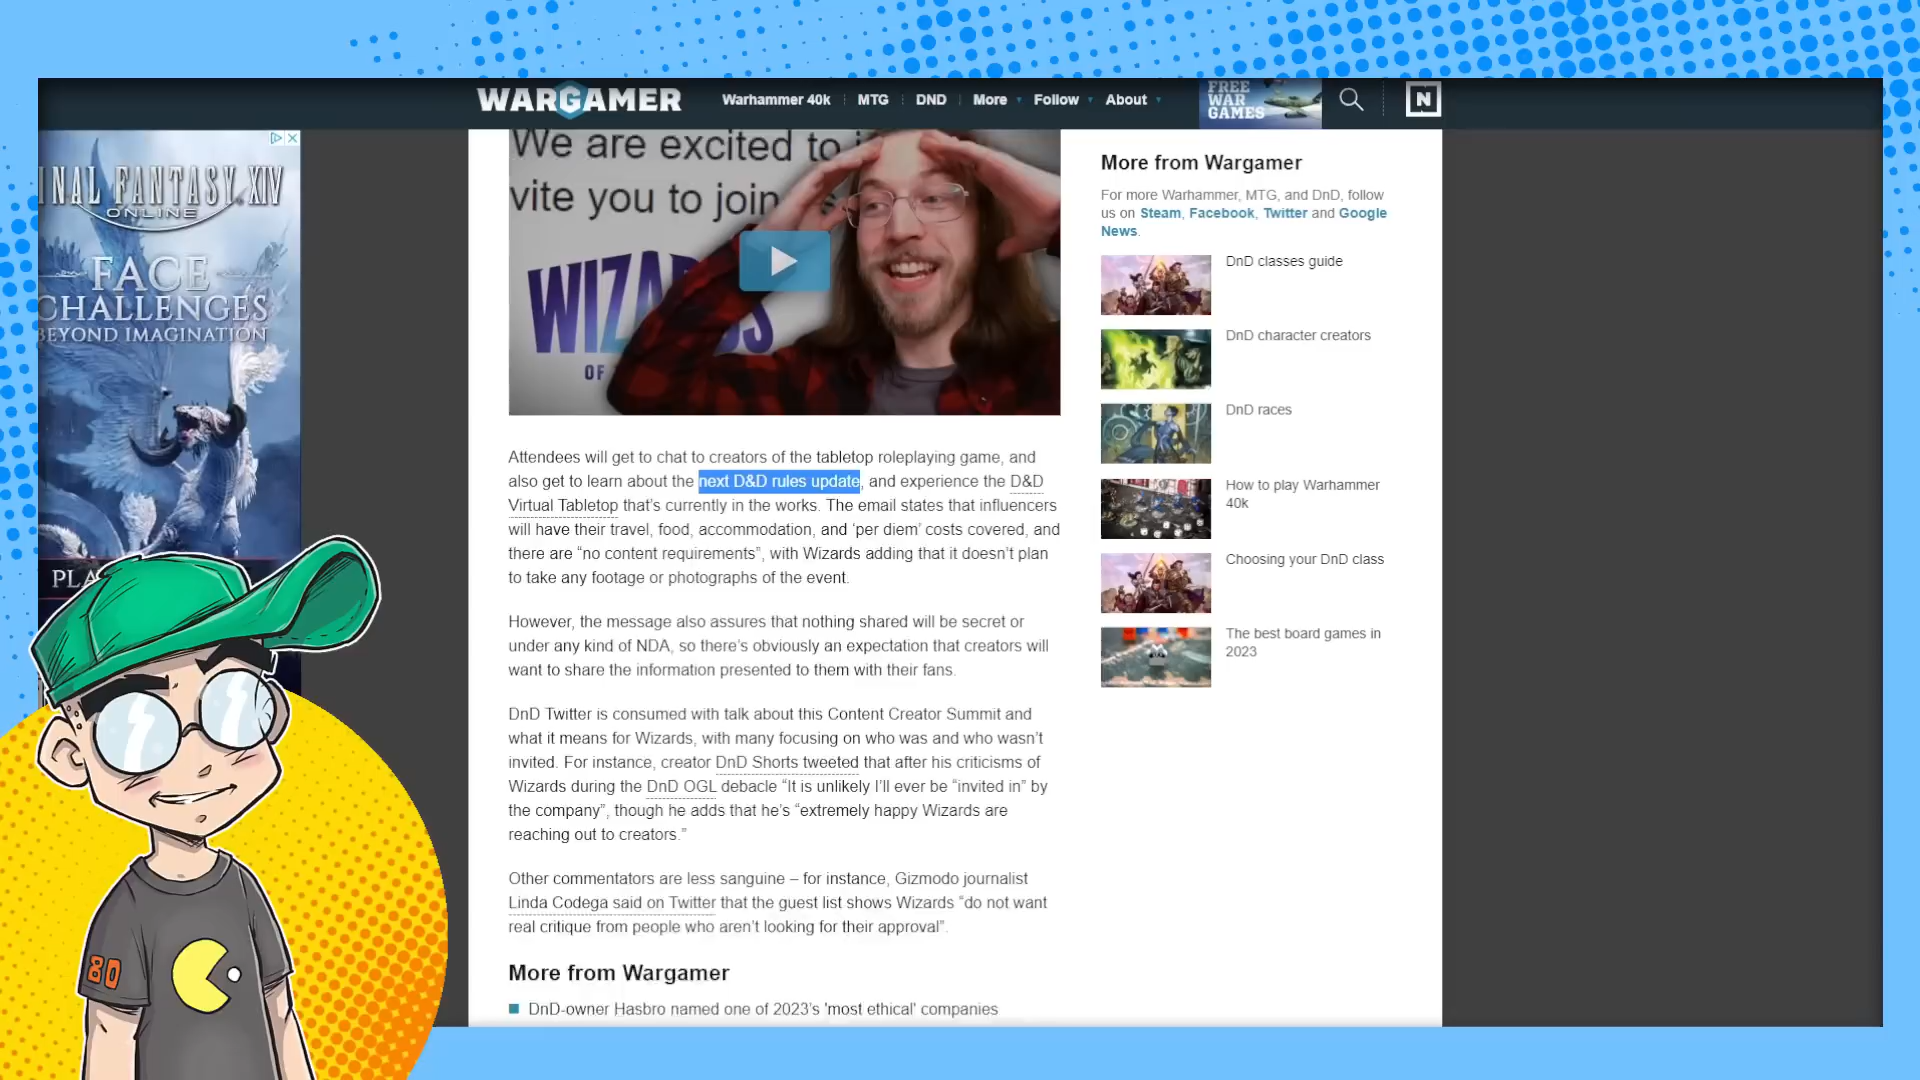 WARGAMER
Warhammer 40k
MTG
DND
More
Follow
About
FREE
WAR
GAMES
N
INAL FANTASY XIV
ONLINE
FACE
CHALLENGES
BEYOND IMAGINATION
PLA
We are excited to i
vite you to join
WIZARDS
OF
Attendees will get to chat to creators of the tabletop roleplaying game, and
also get to learn about the next D&D rules update, and experience the D&D
Virtual Tabletop that's currently in the works. The email states that influencers
will have their travel, food, accommodation, and 'per diem' costs covered, and
there are “no content requirements”, with Wizards adding that it doesn't plan
to take any footage or photographs of the event.
However, the message also assures that nothing shared will be secret or
under any kind of NDA, so there's obviously an expectation that creators will
want to share the information presented to them with their fans.
DnD Twitter is consumed with talk about this Content Creator Summit and
what it means for Wizards, with many focusing on who was and who wasn't
invited. For instance, creator DnD Shorts tweeted that after his criticisms of
Wizards during the DnD OGL debacle “It is unlikely I'll ever be “invited in” by
the company”, though he adds that he's “extremely happy Wizards are
reaching out to creators.”
Other commentators are less sanguine – for instance, Gizmodo journalist
Linda Codega said on Twitter that the guest list shows Wizards “do not want
real critique from people who aren't looking for their approval”.
More from Wargamer
DnD-owner Hasbro named one of 2023's 'most ethical' companies
More from Wargamer
For more Warhammer, MTG, and DnD, follow
us on Steam, Facebook, Twitter and Google
News.
DnD classes guide
DnD character creators
DnD races
How to play Warhammer
40k
Choosing your DnD class
The best board games in
2023
80